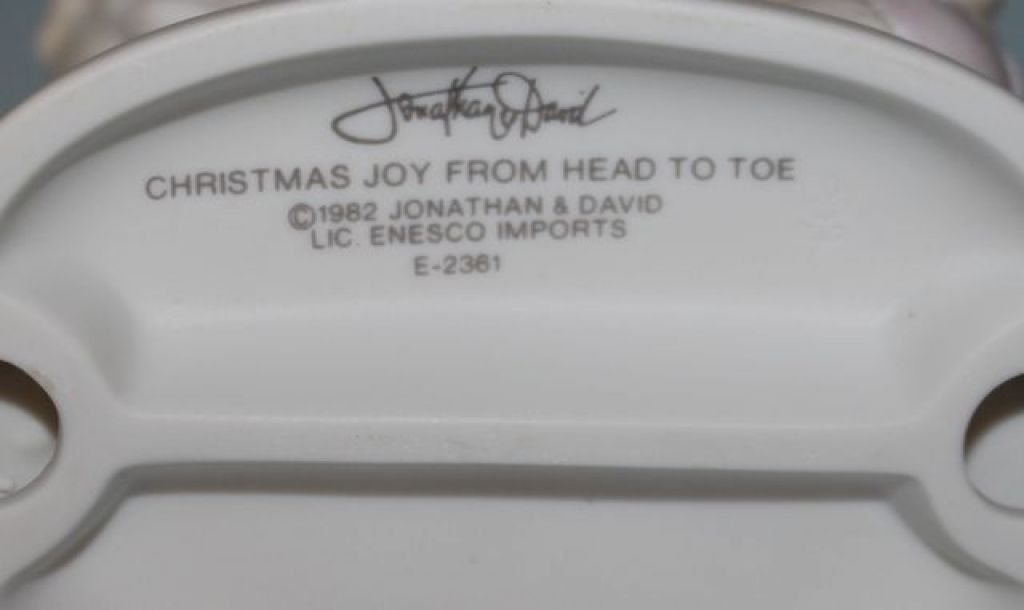 Jonathan & David
CHRISTMAS JOY FROM HEAD TO TOE
©1982 JONATHAN & DAVID
LIC. ENESCO IMPORTS
E-2361